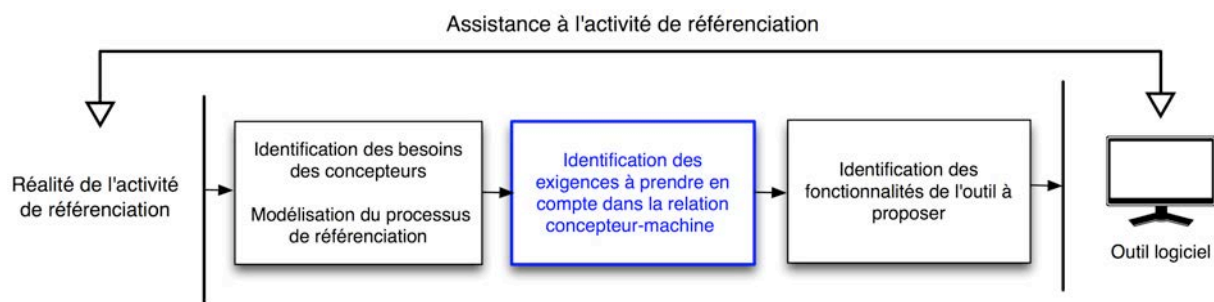 Assistance à l'activité de référenciation
Réalité de l'activité
de référenciation
Identification des besoins
des concepteurs
Modélisation du processus
de référenciation
Identification des
exigences à prendre en
compte dans la relation
concepteur-machine
Identification des
fonctionnalités de l'outil à
proposer
Outil logiciel